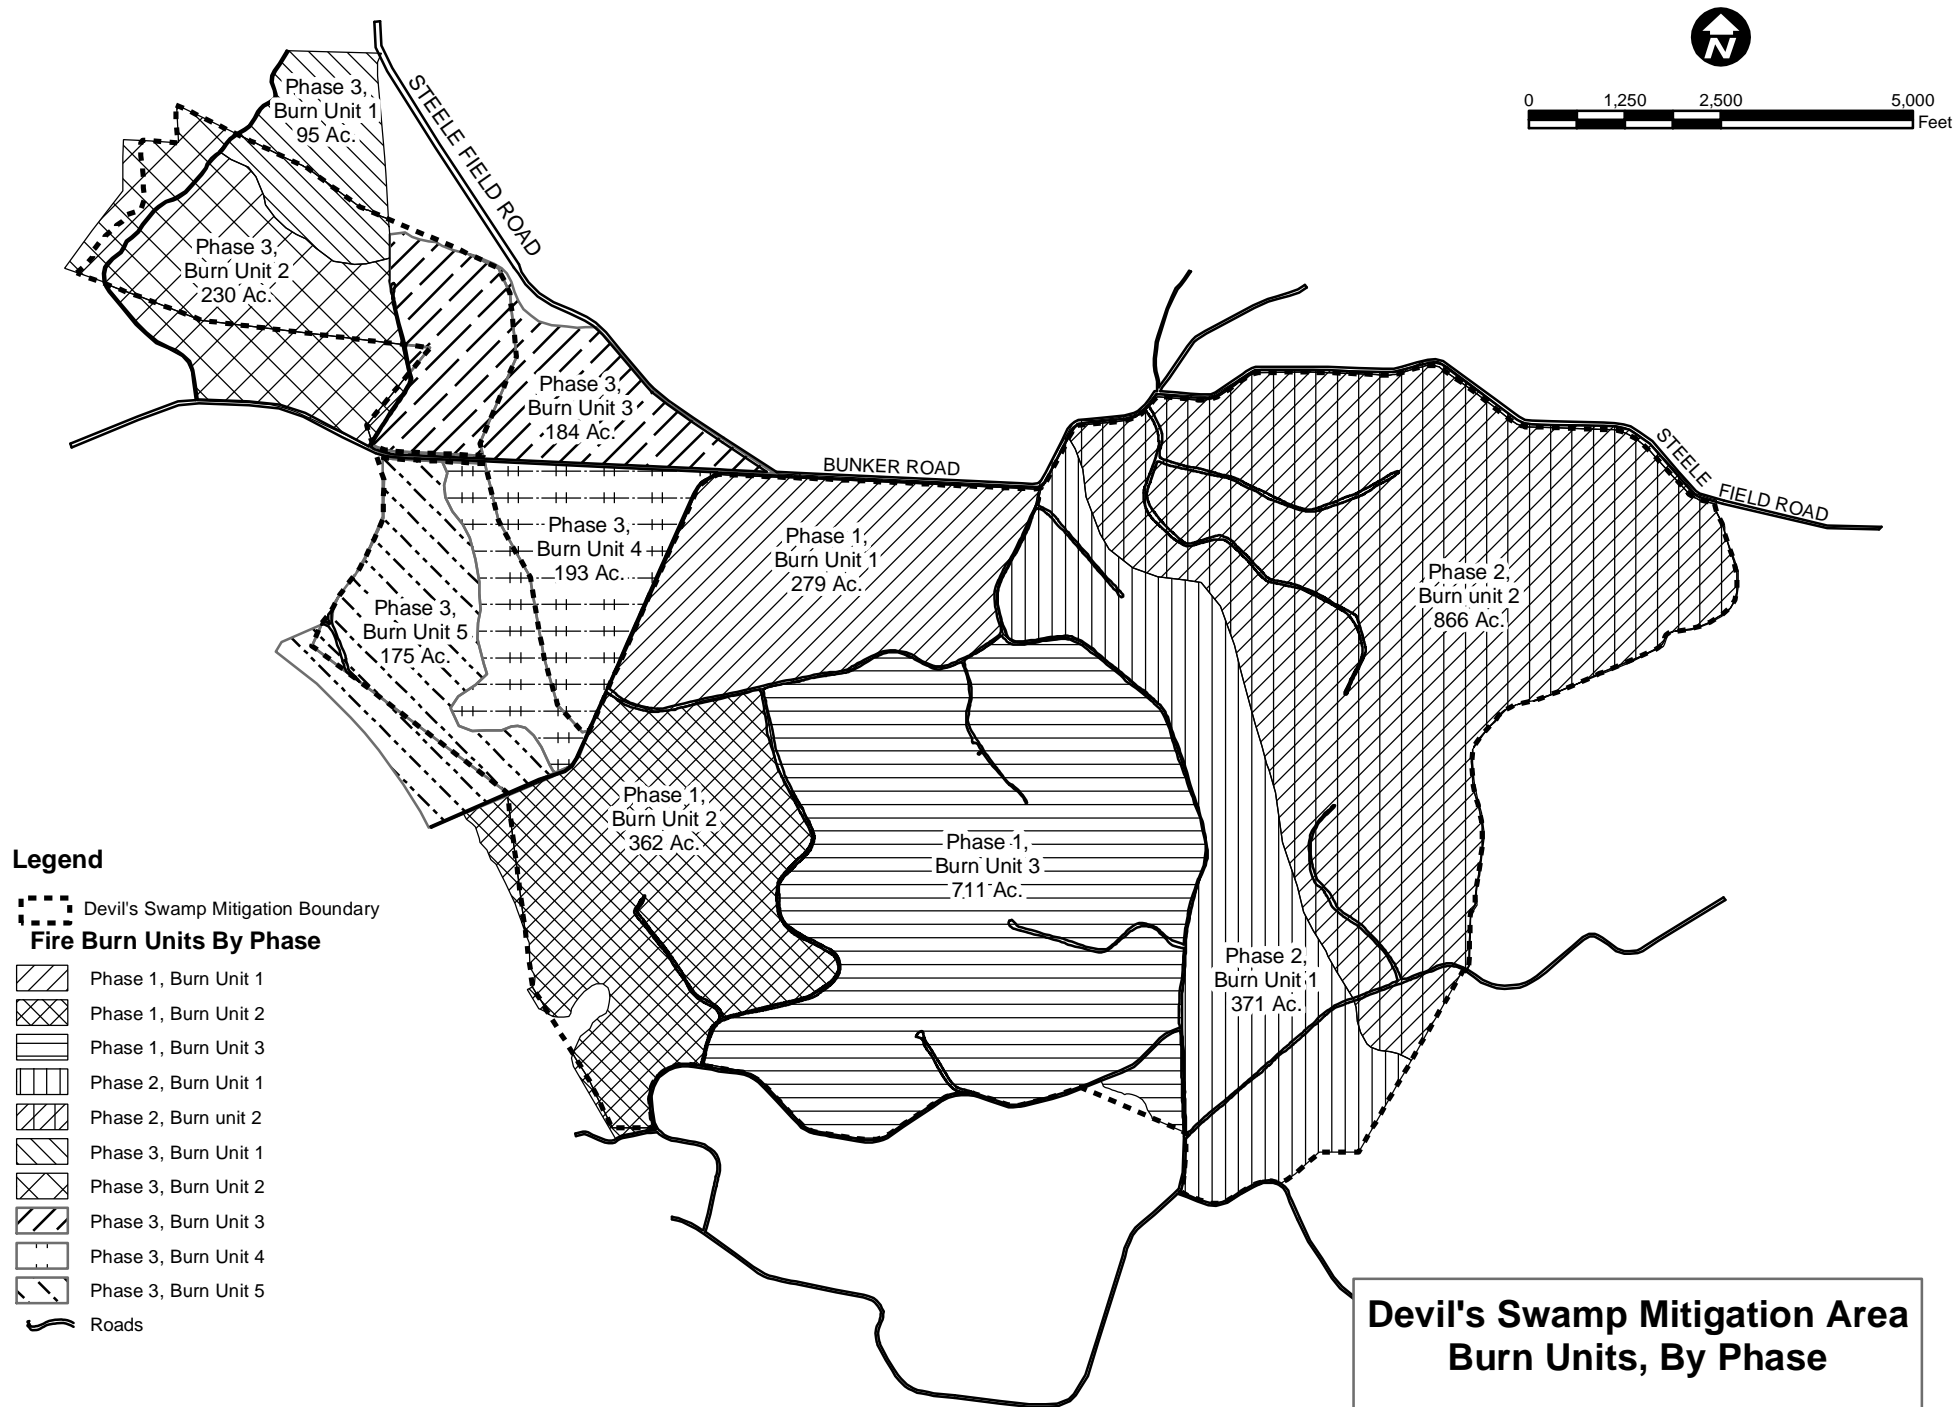 N
0 1,250 2,500 5,000
Feet
STEELE FIELD ROAD
Phase 3,
Burn Unit 1
95 Ac.
Phase 3,
Burn Unit 2
230 Ac.
Phase 3,
Burn Unit 3
184 Ac.
BUNKER ROAD
STEELE FIELD ROAD
Phase 3,
Burn Unit 4
193 Ac.
Phase 1,
Burn Unit 1
279 Ac.
Phase 2,
Burn unit 2
866 Ac.
Phase 3,
Burn Unit 5
175 Ac.
Phase 1,
Burn Unit 2
362 Ac.
Phase 1,
Burn Unit 3
711 Ac.
Phase 2,
Burn Unit 1
371 Ac.
Legend
Devil's Swamp Mitigation Boundary
Fire Burn Units By Phase
Phase 1, Burn Unit 1
Phase 1, Burn Unit 2
Phase 1, Burn Unit 3
Phase 2, Burn Unit 1
Phase 2, Burn unit 2
Phase 3, Burn Unit 1
Phase 3, Burn Unit 2
Phase 3, Burn Unit 3
Phase 3, Burn Unit 4
Phase 3, Burn Unit 5
Roads
Devil's Swamp Mitigation Area
Burn Units, By Phase